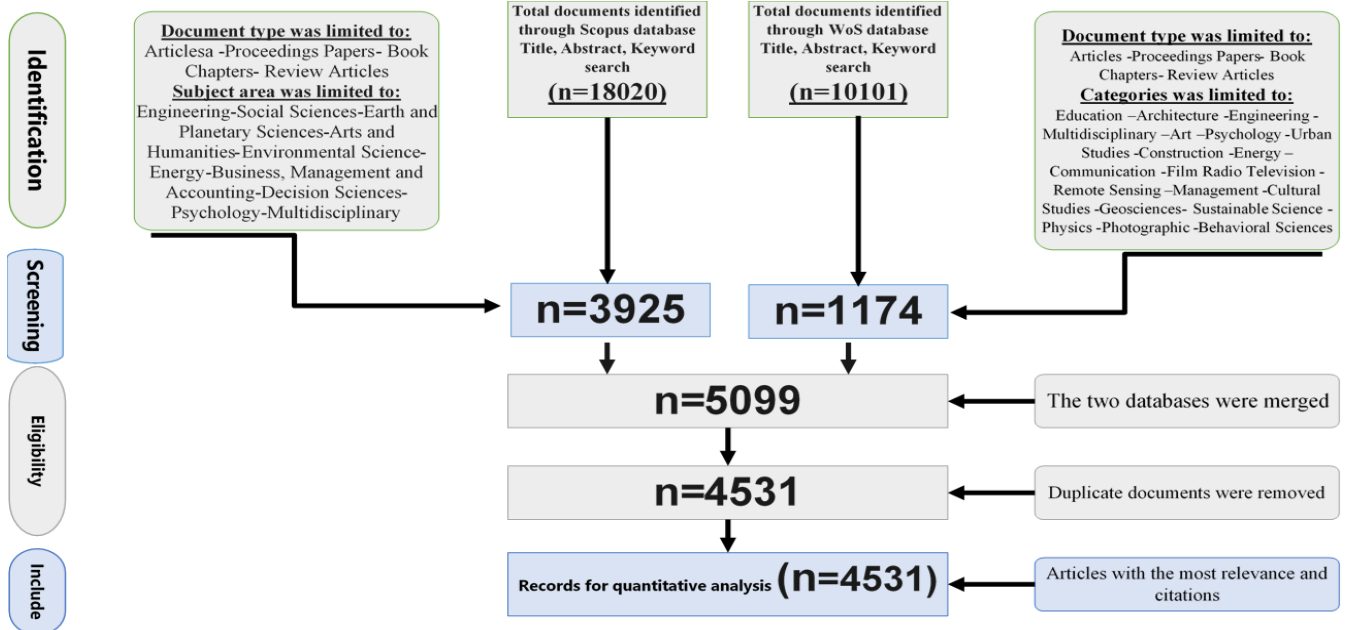 Identification
Document type was limited to:
Articlesa -Proceedings Papers- Book
Chapters- Review Articles
Subject area was limited to:
Engineering-Social Sciences-Earth and
Planetary Sciences-Arts and
Humanities-Environmental Science-
Energy-Business, Management and
Accounting-Decision Sciences-
Psychology-Multidisciplinary
Total documents identified
through Scopus database
Title, Abstract, Keyword
search
(n=18020)
Total documents identified
through WoS database
Title, Abstract, Keyword
search
(n=10101)
Document type was limited to:
Articles -Proceedings Papers- Book
Chapters- Review Articles
Categories was limited to:
Education –Architecture -Engineering -
Multidisciplinary –Art –Psychology -Urban
Studies -Construction -Energy –
Communication -Film Radio Television -
Remote Sensing –Management -Cultural
Studies -Geosciences- Sustainable Science -
Physics -Photographic -Behavioral Sciences
Screening
n=3925
n=1174
Eligibility
n=5099
The two databases were merged
n=4531
Duplicate documents were removed
Include
Records for quantitative analysis (n=4531)
Articles with the most relevance and
citations